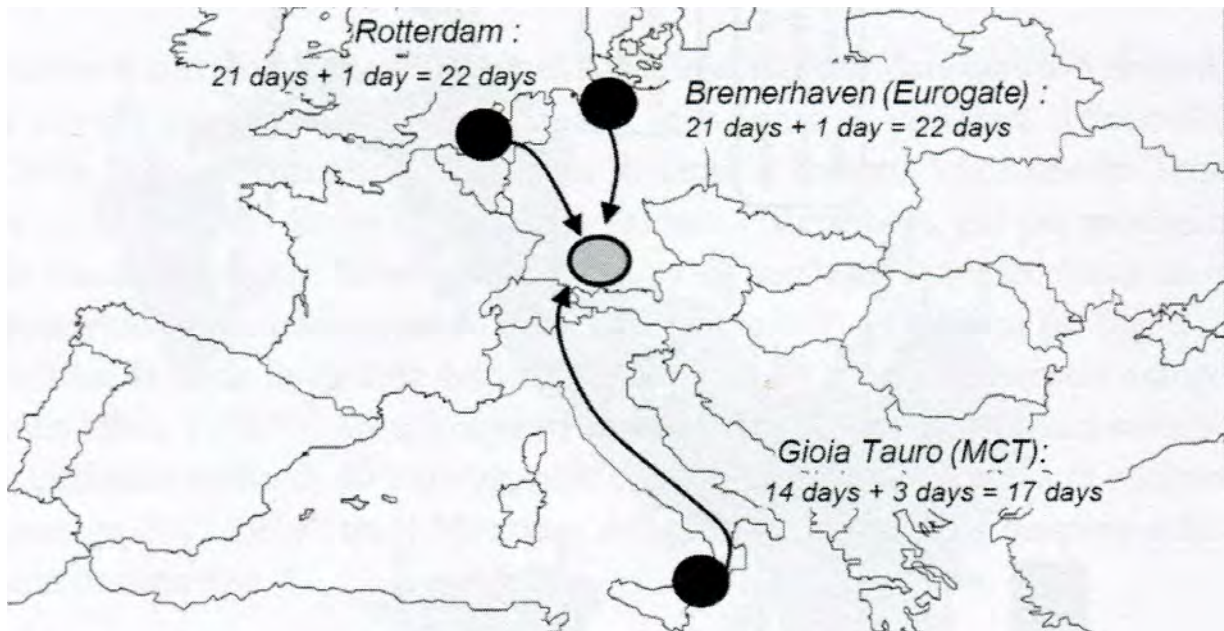 Rotterdam :
21 days + 1 day = 22 days
Bremerhaven (Eurogate) :
21 days + 1 day = 22 days
Gioia Tauro (MCT):
14 days + 3 days = 17 days